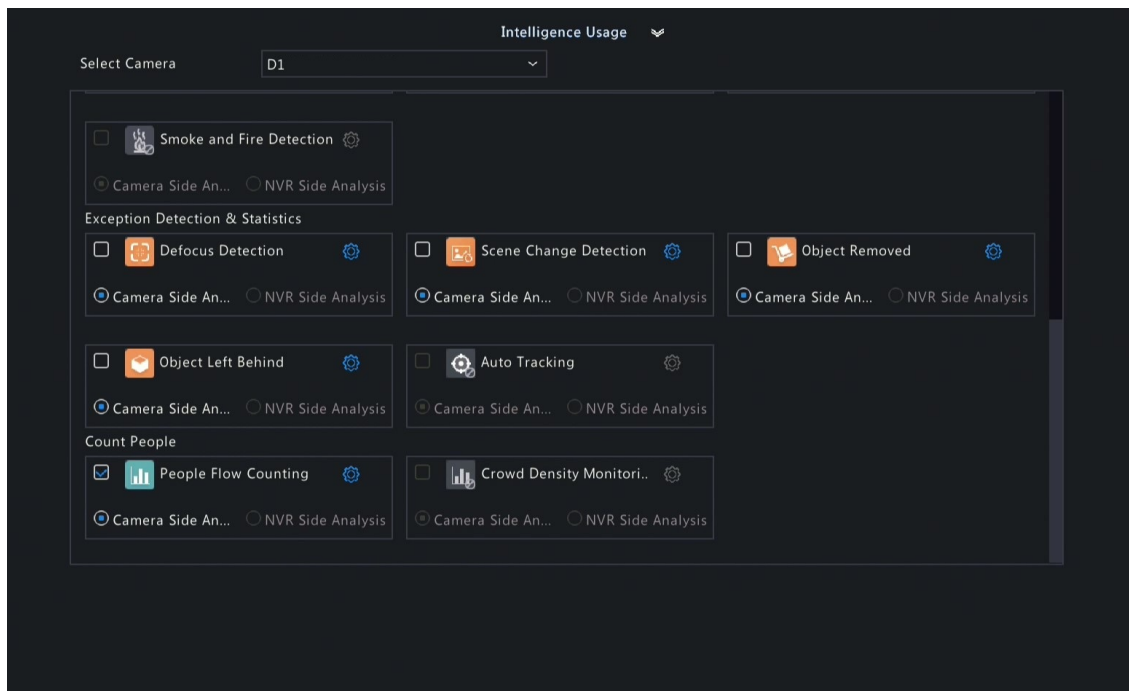 Intelligence Usage
Select Camera D1
Smoke and Fire Detection
Camera Side An... NVR Side Analysis
Exception Detection & Statistics
Defocus Detection Scene Change Detection Object Removed
Camera Side An... NVR Side Analysis Camera Side An... NVR Side Analysis Camera Side An... NVR Side Analysis
Object Left Behind Auto Tracking
Camera Side An... NVR Side Analysis Camera Side An... NVR Side Analysis
Count People
People Flow Counting Crowd Density Monitori..
Camera Side An... NVR Side Analysis Camera Side An... NVR Side Analysis